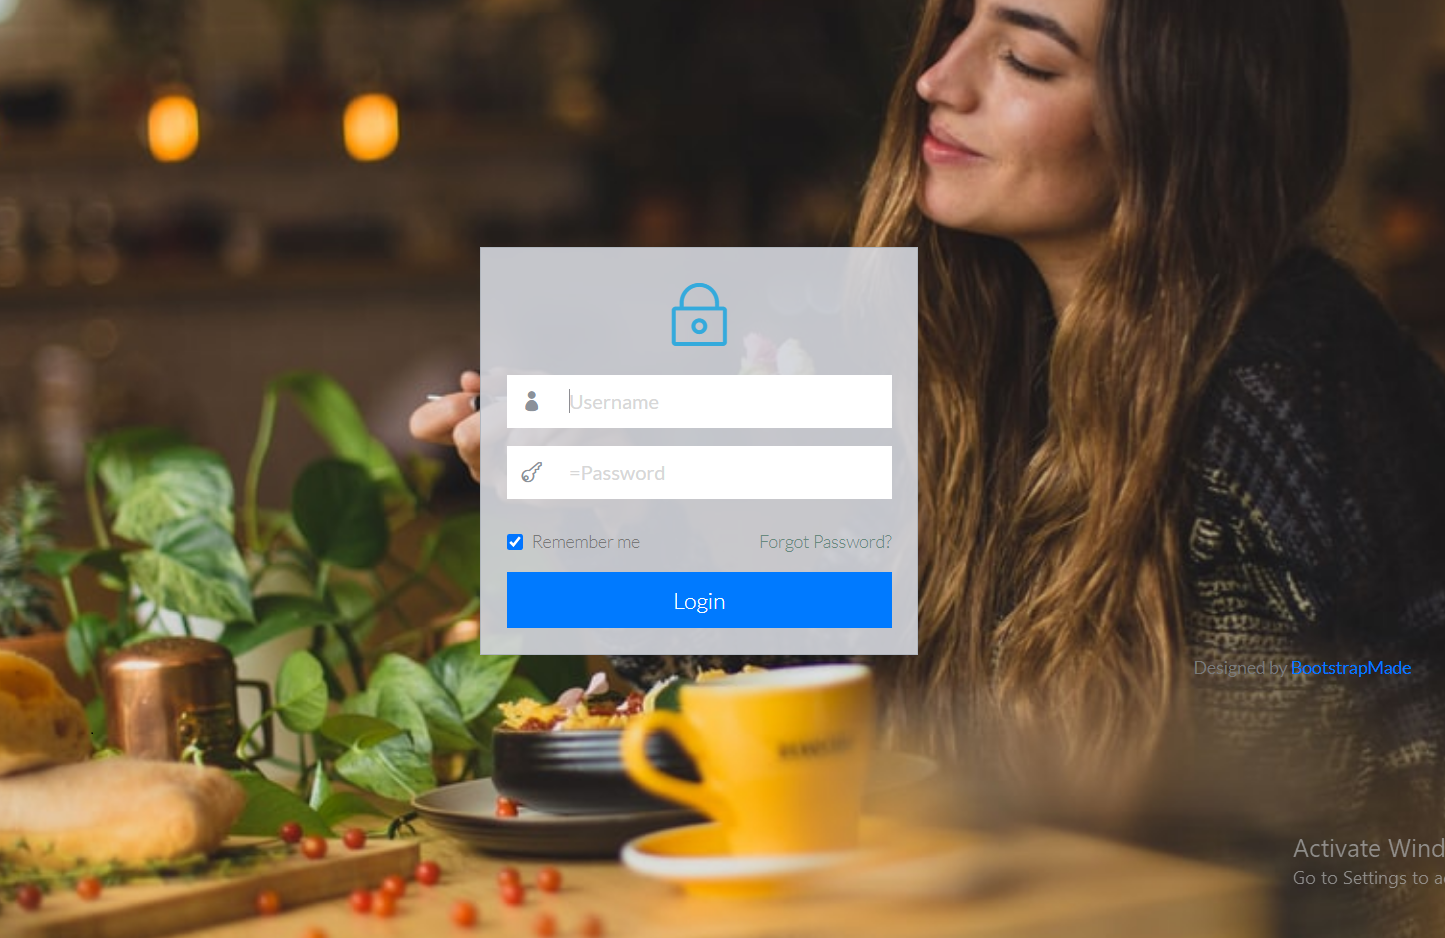 Username
=Password
Remember me
Forgot Password?
Login
Designed by BootstrapMade
Activate Wind
Go to Settings to a